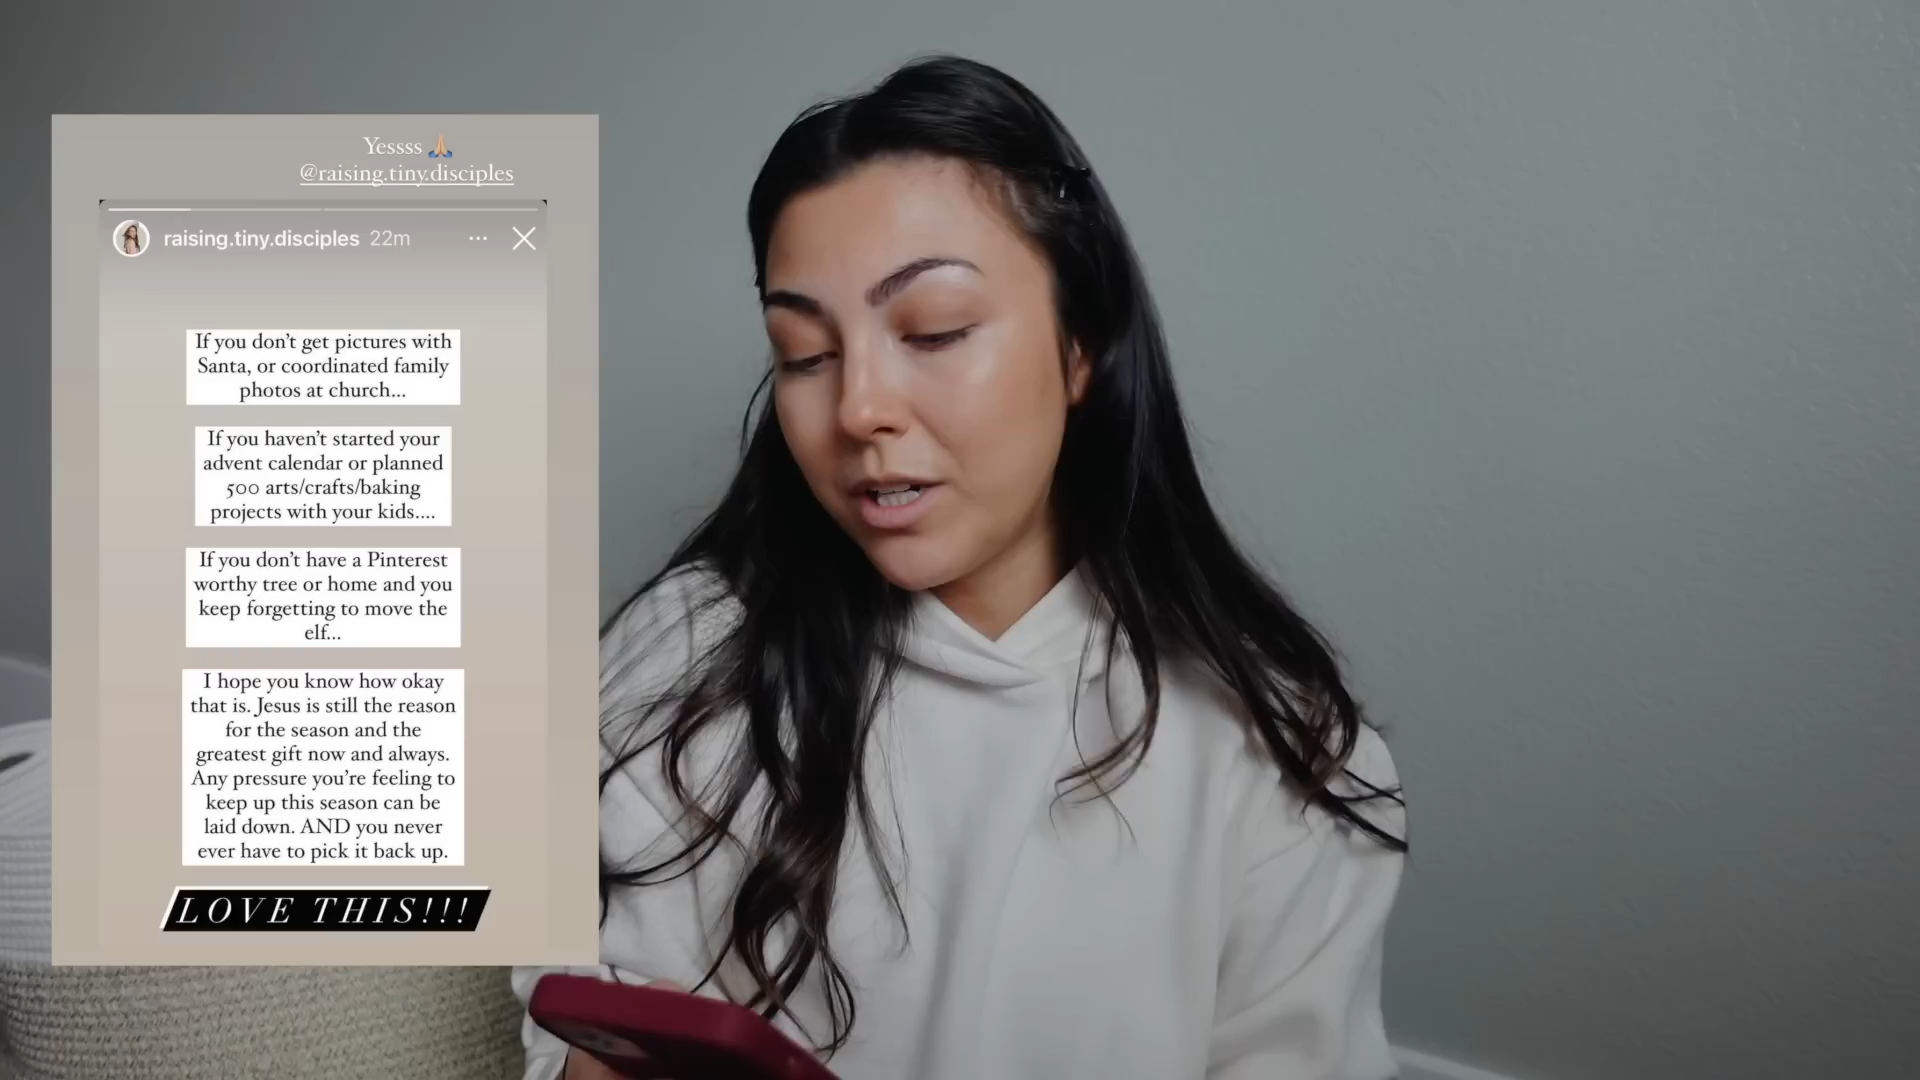 Yessss 🙏🏼
@raising.tiny.disciples
raising.tiny.disciples 22m
If you don't get pictures with
Santa, or coordinated family
photos at church...
If you haven't started your
advent calendar or planned
500 arts/crafts/baking
projects with your kids....
If you don't have a Pinterest
worthy tree or home and you
keep forgetting to move the
elf...
I hope you know how okay
that is. Jesus is still the reason
for the season and the
greatest gift now and always.
Any pressure you're feeling to
keep up this season can be
laid down. AND you never
ever have to pick it back up.
LOVE THIS!!!